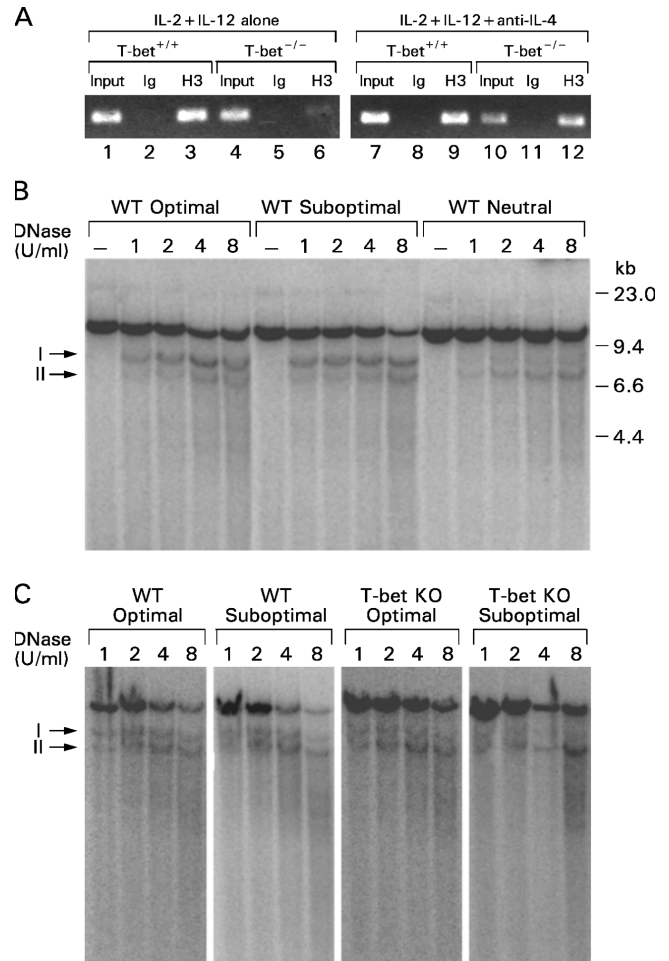 A
IL-2+IL-12 alone
IL-2+IL-12+anti-IL-4
T-bet+/+
T-bet−/−
T-bet+/+
T-bet−/−
Input Ig H3 Input Ig H3
Input Ig H3 Input Ig H3
1 2 3 4 5 6 7 8 9 10 11 12
B
WT Optimal
WT Suboptimal
WT Neutral
DNase
(U/ml)
— 1 2 4 8 — 1 2 4 8 — 1 2 4 8
kb
23.0
9.4
6.6
4.4
I
II
C
WT
Optimal
WT
Suboptimal
T-bet KO
Optimal
T-bet KO
Suboptimal
DNase
(U/ml)
1 2 4 8 1 2 4 8 1 2 4 8 1 2 4 8
I
II